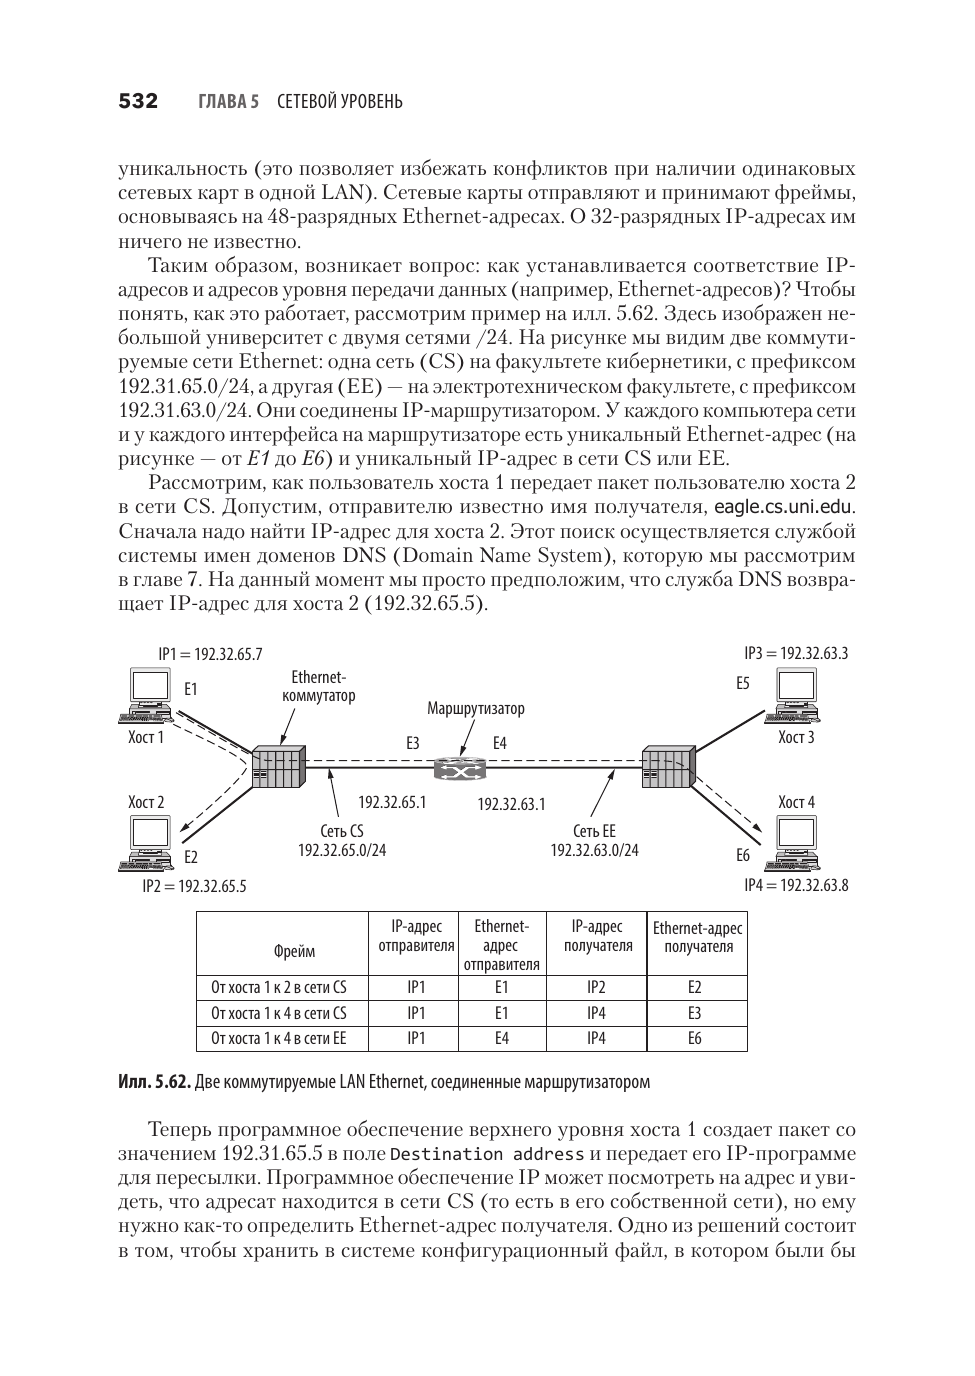 532 ГЛАВА 5 СЕТЕВОЙ УРОВЕНЬ
уникальность (это позволяет избежать конфликтов при наличии одинаковых
сетевых карт в одной LAN). Сетевые карты отправляют и принимают фреймы,
основываясь на 48-разрядных Ethernet-адресах. О 32-разрядных IP-адресах им
ничего не известно.
Таким образом, возникает вопрос: как устанавливается соответствие IP-
адресов и адресов уровня передачи данных (например, Ethernet-адресов)? Чтобы
понять, как это работает, рассмотрим пример на илл. 5.62. Здесь изображен не-
большой университет с двумя сетями /24. На рисунке мы видим две коммути-
руемые сети Ethernet: одна сеть (CS) на факультете кибернетики, с префиксом
192.31.65.0/24, а другая (EE) — на электротехническом факультете, с префиксом
192.31.63.0/24. Они соединены IP-маршрутизатором. У каждого компьютера сети
и у каждого интерфейса на маршрутизаторе есть уникальный Ethernet-адрес (на
рисунке — от E1 до E6) и уникальный IP-адрес в сети CS или EE.
Рассмотрим, как пользователь хоста 1 передает пакет пользователю хоста 2
в сети CS. Допустим, отправителю известно имя получателя, eagle.cs.uni.edu.
Сначала надо найти IP-адрес для хоста 2. Этот поиск осуществляется службой
системы имен доменов DNS (Domain Name System), которую мы рассмотрим
в главе 7. На данный момент мы просто предположим, что служба DNS возвра-
щает IP-адрес для хоста 2 (192.32.65.5).
IP1 = 192.32.65.7
IP3 = 192.32.63.3
E1
Ethernet-
коммутатор
E5
Маршрутизатор
Хост 1
E3
E4
Хост 3
Хост 2
192.32.65.1
192.32.63.1
Хост 4
Сеть CS
192.32.65.0/24
Сеть EE
192.32.63.0/24
E2
E6
IP2 = 192.32.65.5
IP4 = 192.32.63.8
Фрейм
IP-адрес
отправителя
Ethernet-
адрес
отправителя
IP-адрес
получателя
Ethernet-адрес
получателя
От хоста 1 к 2 в сети CS IP1 E1 IP2 E2
От хоста 1 к 4 в сети CS IP1 E1 IP4 E3
От хоста 1 к 4 в сети EE IP1 E4 IP4 E6
Илл. 5.62. Две коммутируемые LAN Ethernet, соединенные маршрутизатором
Теперь программное обеспечение верхнего уровня хоста 1 создает пакет со
значением 192.31.65.5 в поле Destination address и передает его IP-программе
для пересылки. Программное обеспечение IP может посмотреть на адрес и уви-
деть, что адресат находится в сети CS (то есть в его собственной сети), но ему
нужно как-то определить Ethernet-адрес получателя. Одно из решений состоит
в том, чтобы хранить в системе конфигурационный файл, в котором были бы